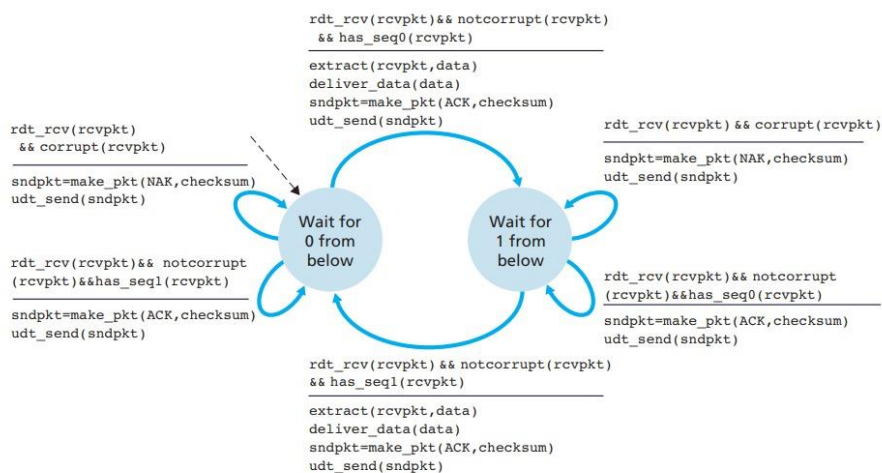 rdt_rcv(rcvpkt)&& notcorrupt(rcvpkt)
&& has_seq0(rcvpkt)
extract(rcvpkt,data)
deliver_data(data)
sndpkt=make_pkt(ACK,checksum)
udt_send(sndpkt)
rdt_rcv(rcvpkt)
&& corrupt(rcvpkt)
sndpkt=make_pkt(NAK,checksum)
udt_send(sndpkt)
rdt_rcv(rcvpkt) && corrupt(rcvpkt)
sndpkt=make_pkt(NAK,checksum)
udt_send(sndpkt)
Wait for
0 from
below
Wait for
1 from
below
rdt_rcv(rcvpkt)&& notcorrupt
(rcvpkt)&&has_seq1(rcvpkt)
sndpkt=make_pkt(ACK,checksum)
udt_send(sndpkt)
rdt_rcv(rcvpkt)&& notcorrupt
(rcvpkt)&&has_seq0(rcvpkt)
sndpkt=make_pkt(ACK,checksum)
udt_send(sndpkt)
rdt_rcv(rcvpkt) && notcorrupt(rcvpkt)
&& has_seq1(rcvpkt)
extract(rcvpkt,data)
deliver_data(data)
sndpkt=make_pkt(ACK,checksum)
udt_send(sndpkt)